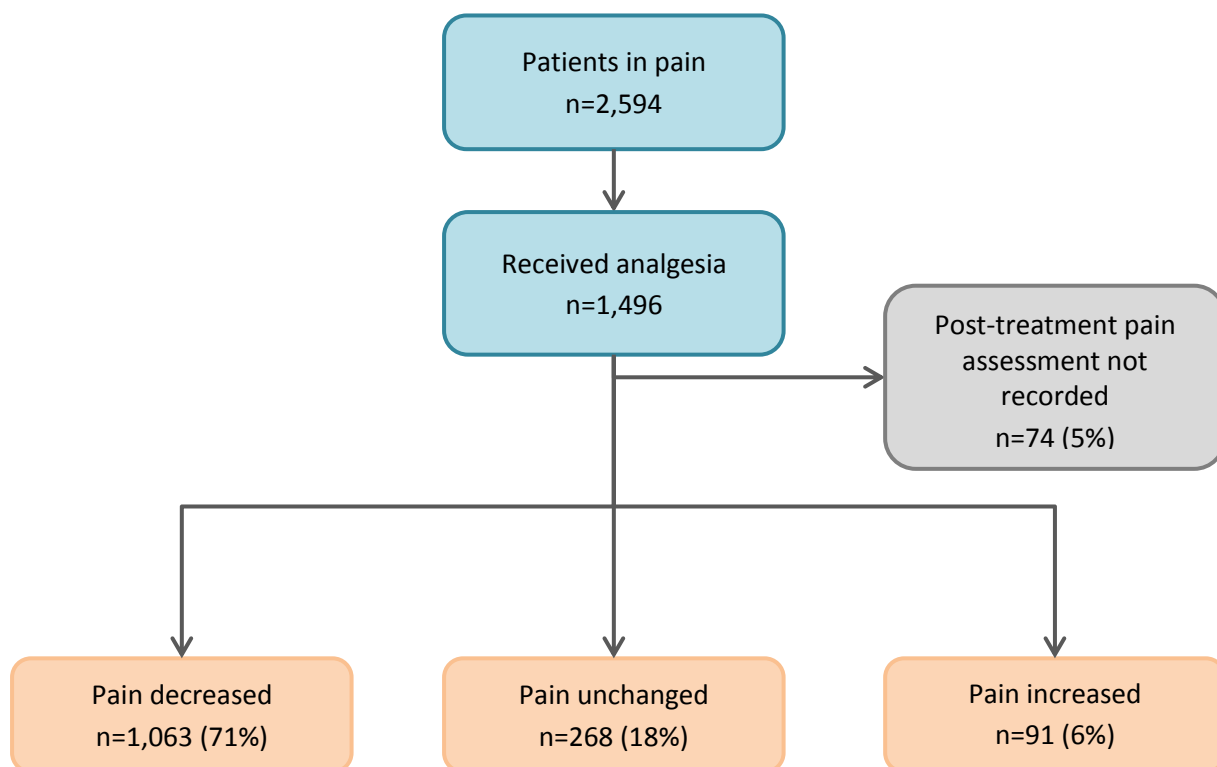 Patients in pain
n=2,594
Received analgesia
n=1,496
Post-treatment pain
assessment not
recorded
n=74 (5%)
Pain decreased
n=1,063 (71%)
Pain unchanged
n=268 (18%)
Pain increased
n=91 (6%)